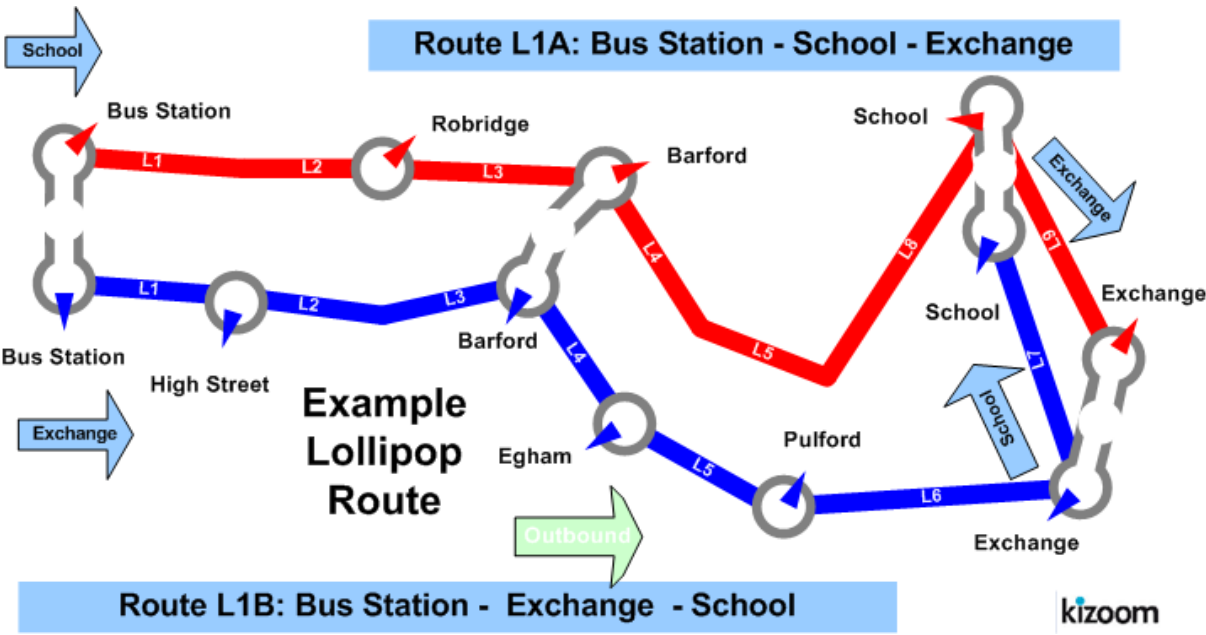 School
Route L1A: Bus Station - School - Exchange
Bus Station
Robridge
Barford
School
L1
L2
L3
L4
L5
L8
L9
Exchange
Exchange
L1
L2
L3
L4
L5
L6
L7
School
School
Bus Station
High Street
Barford
Egham
Pulford
Exchange
Exchange
Example
Lollipop
Route
Outbound
Route L1B: Bus Station - Exchange - School
kizoom